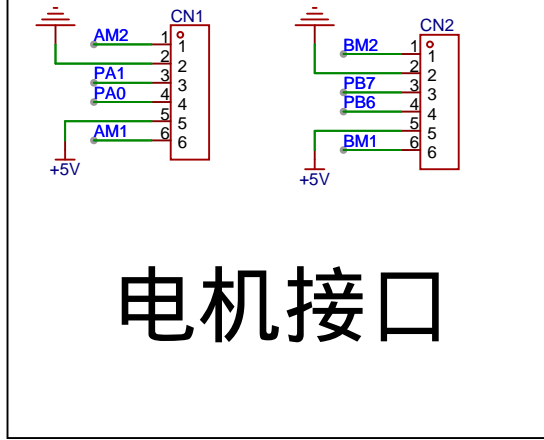 CN1
AM2 1 1
2 2
PA1 3 3
PA0 4 4
5 5
AM1 6 6
+5V
CN2
BM2 1 1
2 2
PB7 3 3
PB6 4 4
5 5
BM1 6 6
+5V
电机接口